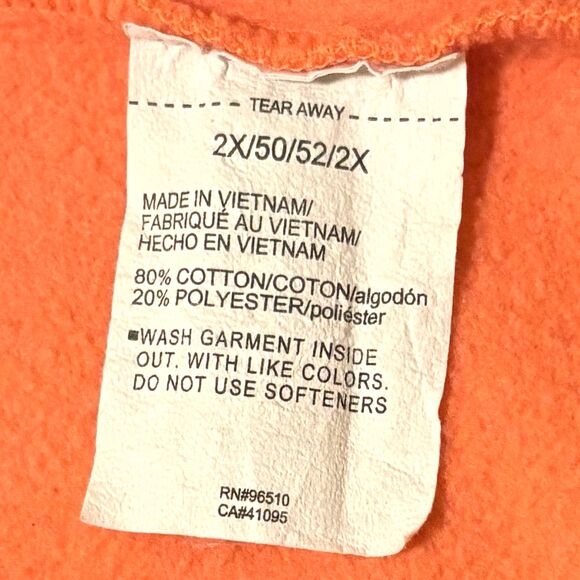 TEAR AWAY
2X/50/52/2X
MADE IN VIETNAM/
FABRIQUÉ AU VIETNAM/
HECHO EN VIETNAM
80% COTTON/COTON/algodón
20% POLYESTER/poliéster
WASH GARMENT INSIDE
OUT. WITH LIKE COLORS.
DO NOT USE SOFTENERS
RN#96510
CA#41095